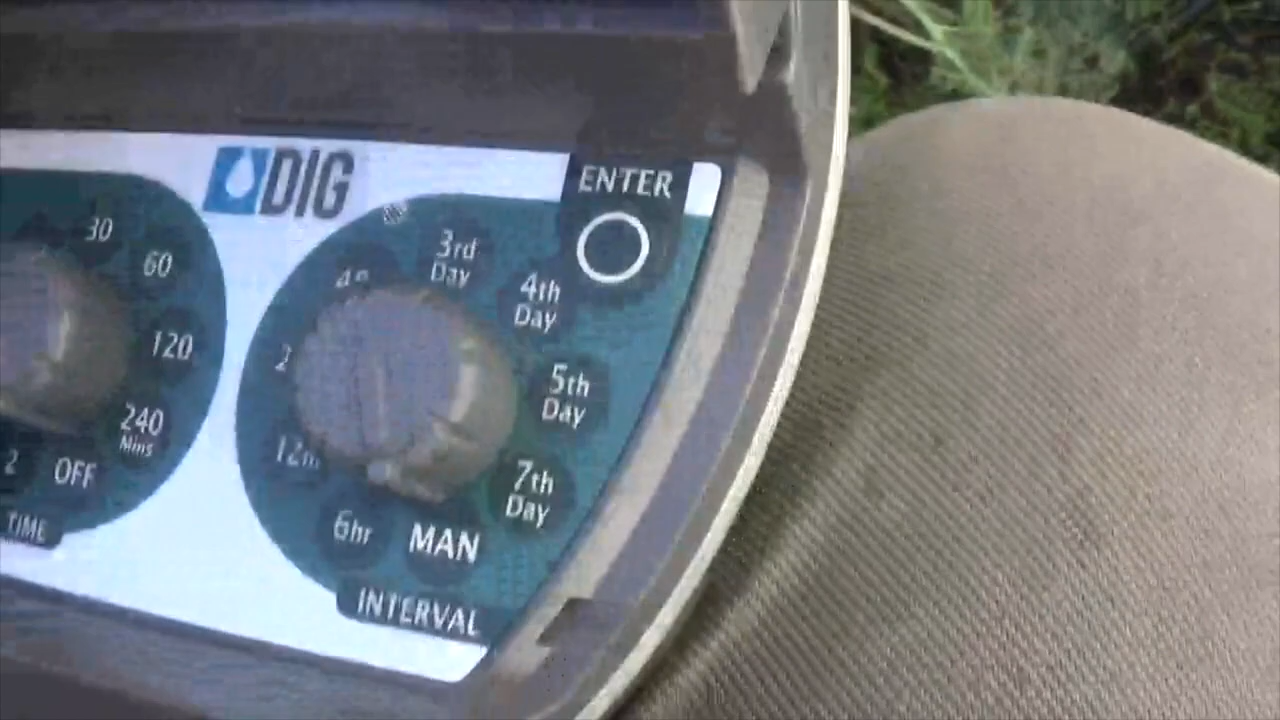 DIG
ENTER
30
60
120
240
Mins
OFF
2
TIME
3rd
Day
4th
Day
5th
Day
7th
Day
MAN
6hr
INTERVAL